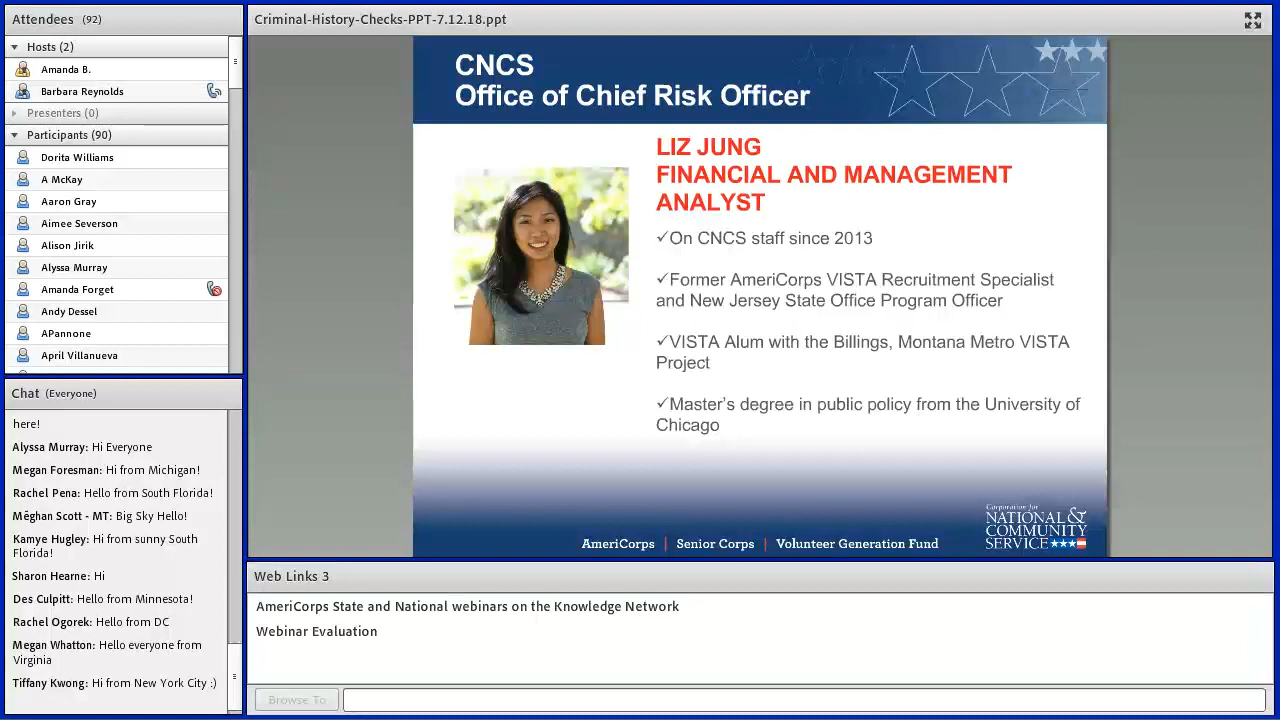 Attendees (92)
Hosts (2)
Amanda B.
Barbara Reynolds
Presenters (0)
Participants (90)
Dorita Williams
A McKay
Aaron Gray
Aimee Severson
Alison Jirik
Alyssa Murray
Amanda Forget
Andy Dessel
APannone
April Villanueva
Chat (Everyone)
here!
Alyssa Murray: Hi Everyone
Megan Foresman: Hi from Michigan!
Rachel Pena: Hello from South Florida!
Mēghan Scott - MT: Big Sky Hello!
Kamye Hugley: Hi from sunny South
Florida!
Sharon Hearne: Hi
Des Culpitt: Hello from Minnesota!
Rachel Ogorek: Hello from DC
Megan Whatton: Hello everyone from
Virginia
Tiffany Kwong: Hi from New York City :)
Criminal-History-Checks-PPT-7.12.18.ppt
CNCS
Office of Chief Risk Officer
LIZ JUNG
FINANCIAL AND MANAGEMENT
ANALYST
✓On CNCS staff since 2013
✓Former AmeriCorps VISTA Recruitment Specialist
and New Jersey State Office Program Officer
✓VISTA Alum with the Billings, Montana Metro VISTA
Project
✓Master's degree in public policy from the University of
Chicago
AmeriCorps | Senior Corps | Volunteer Generation Fund
Corporation for
NATIONAL &
COMMUNITY
SERVICE
Web Links 3
AmeriCorps State and National webinars on the Knowledge Network
Webinar Evaluation
Browse To